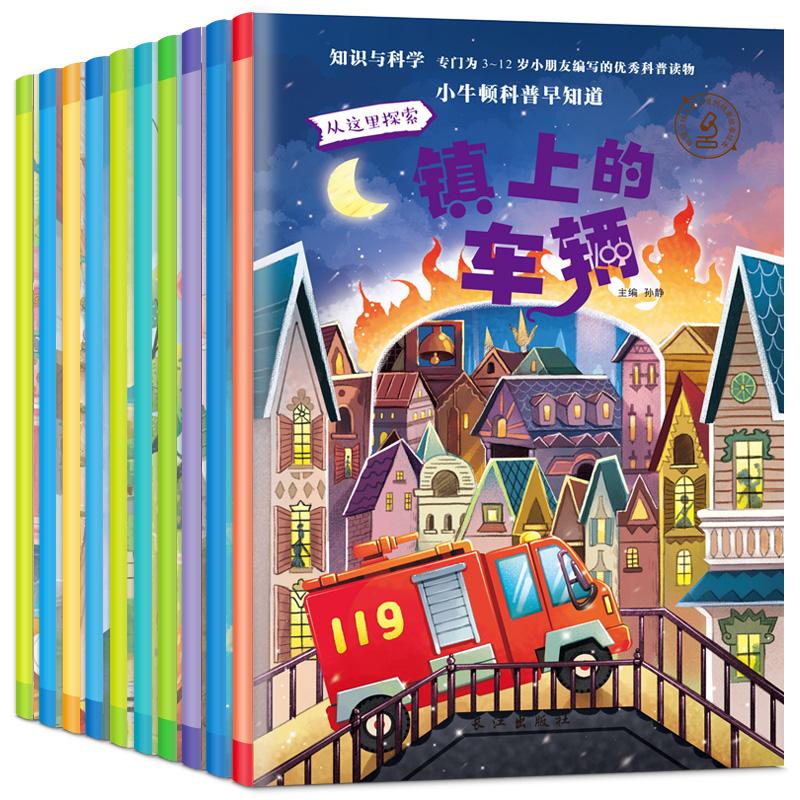 知识与科学 专门为 3~12 岁小朋友编写的优秀科普读物
小牛顿科普早知道
从这里探索
镇上的
车辆
主编 孙静
119
长江出版社